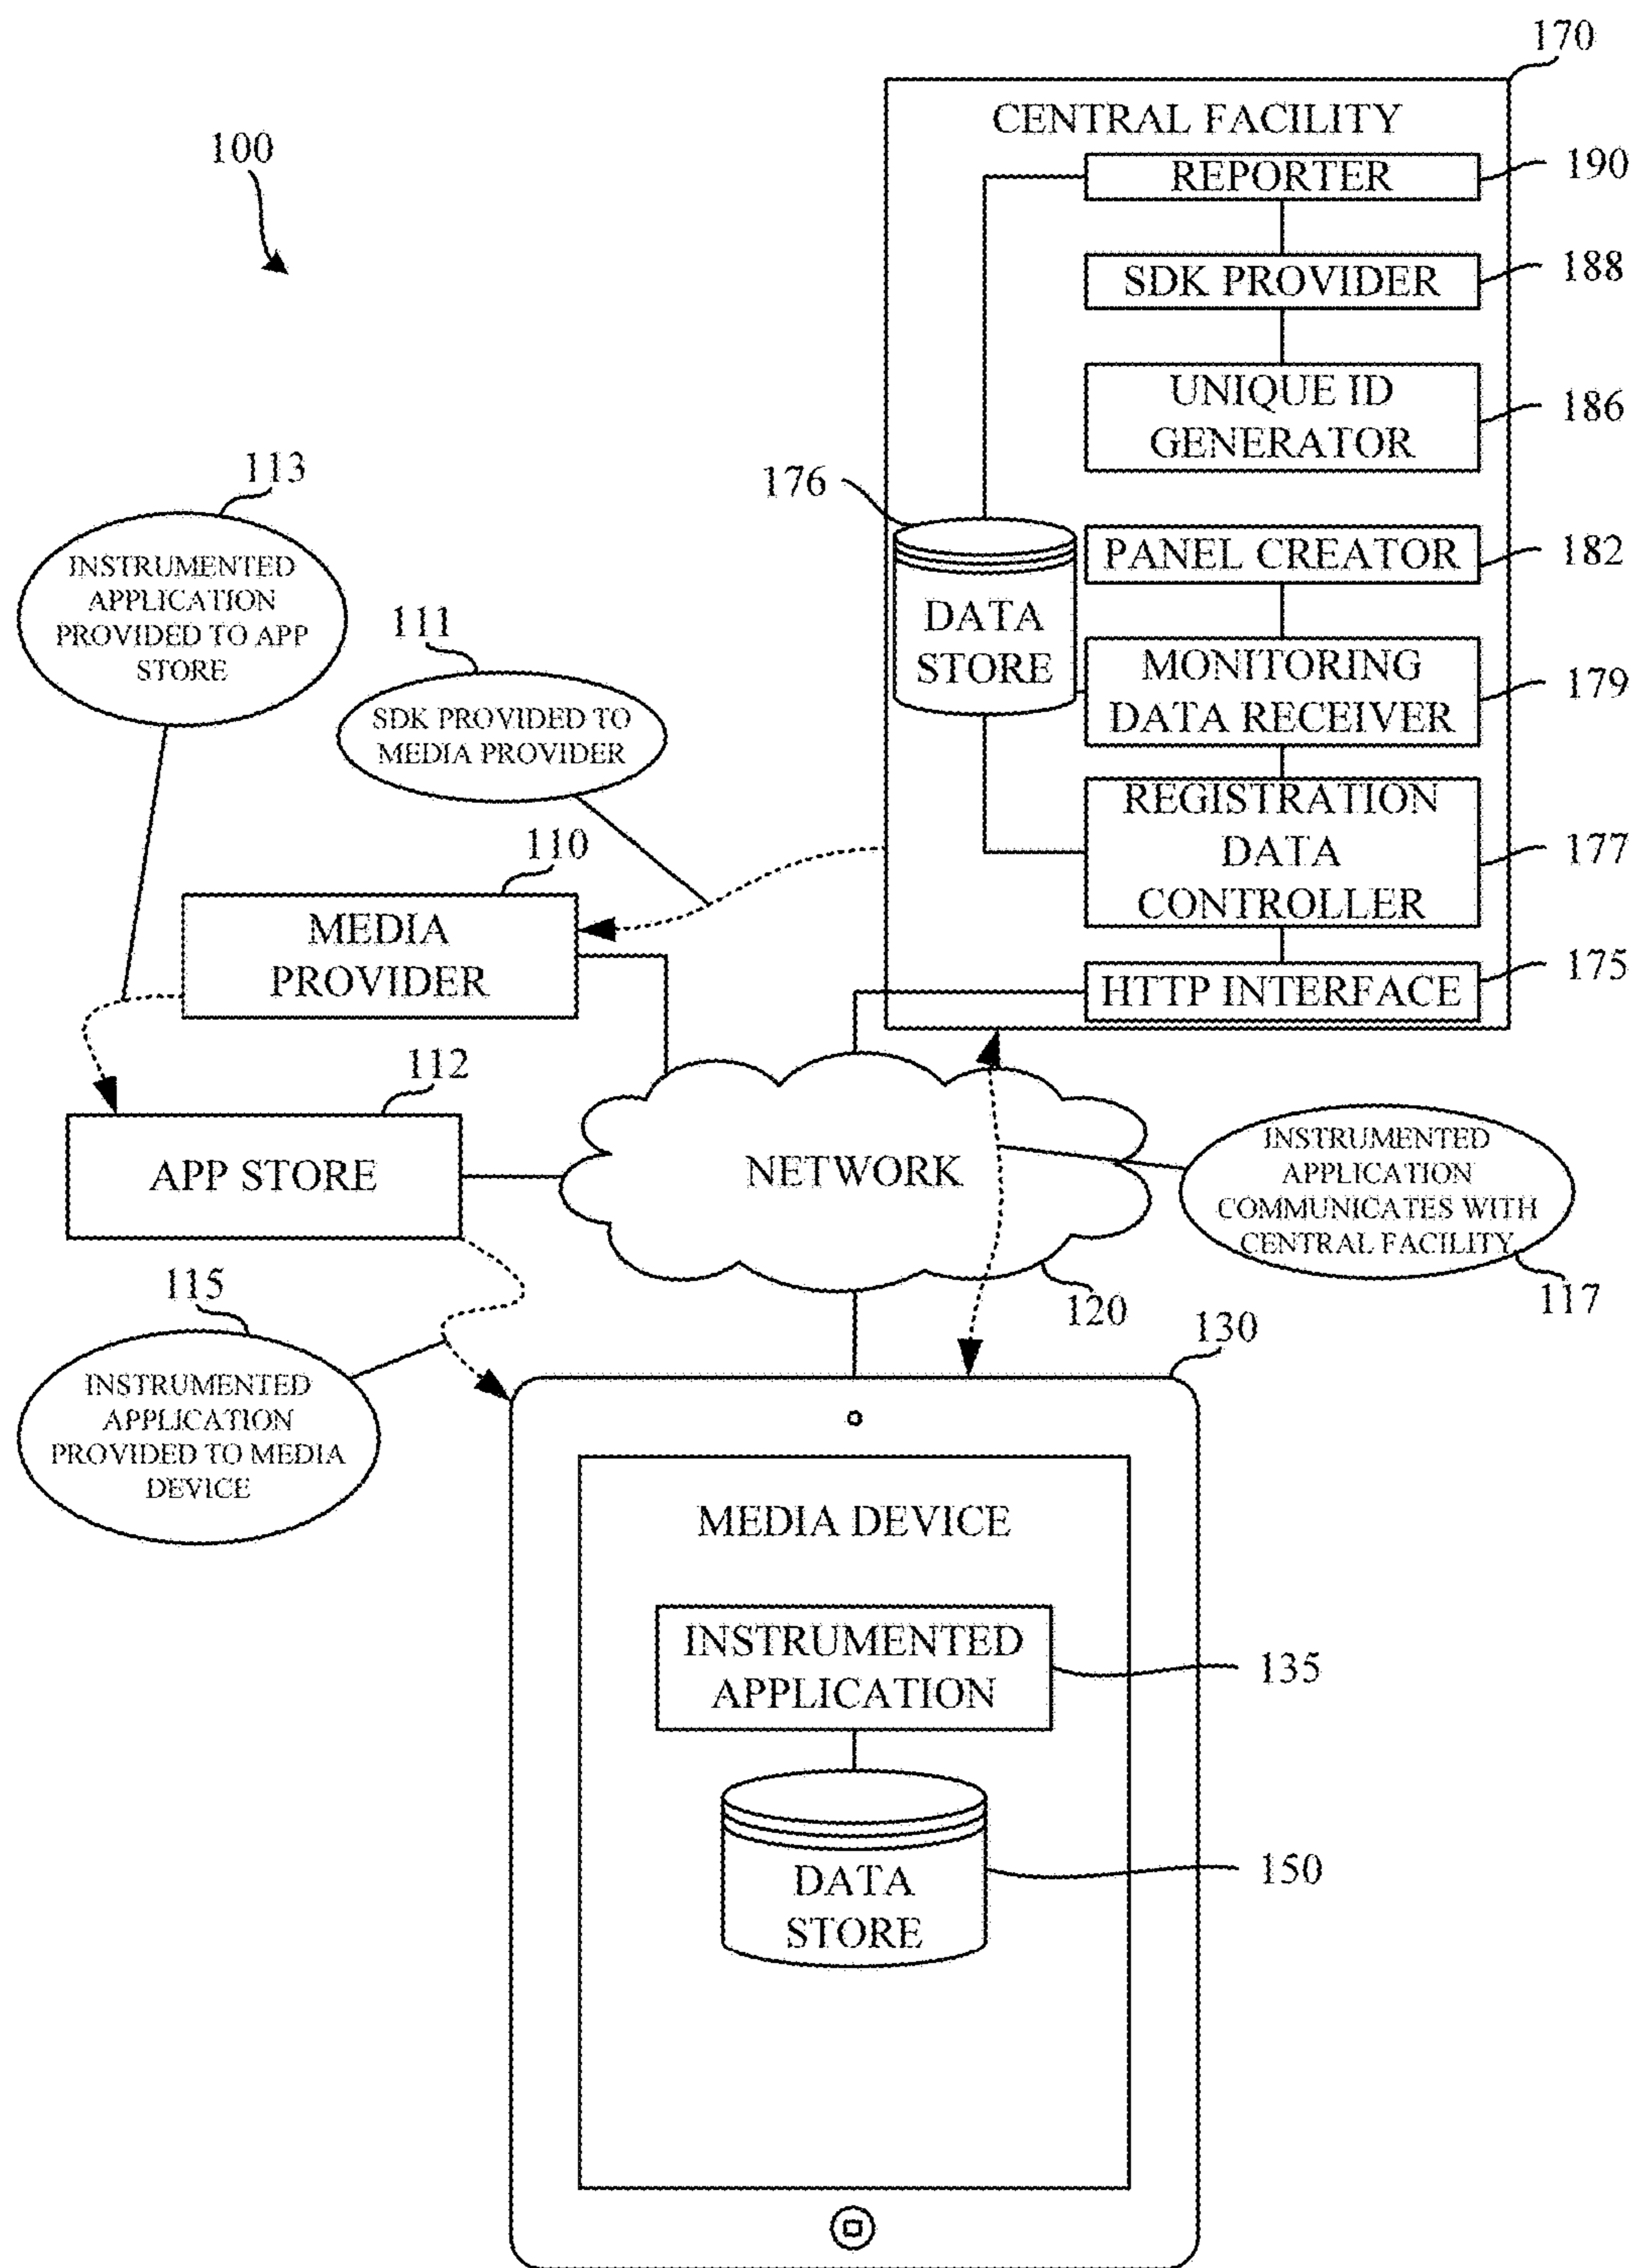 170
CENTRAL FACILITY
100
REPORTER
190
SDK PROVIDER
188
UNIQUE ID
GENERATOR
186
113
176
INSTRUMENTED
APPLICATION
PROVIDED TO APP
STORE
PANEL CREATOR
182
DATA
STORE
111
MONITORING
DATA RECEIVER
179
SDK PROVIDED TO
MEDIA PROVIDER
REGISTRATION
DATA
CONTROLLER
177
110
MEDIA
PROVIDER
HTTP INTERFACE
175
112
APP STORE
NETWORK
INSTRUMENTED
APPLICATION
COMMUNICATES WITH
CENTRAL FACILITY
117
120
115
130
INSTRUMENTED
APPLICATION
PROVIDED TO MEDIA
DEVICE
MEDIA DEVICE
INSTRUMENTED
APPLICATION
135
DATA
STORE
150